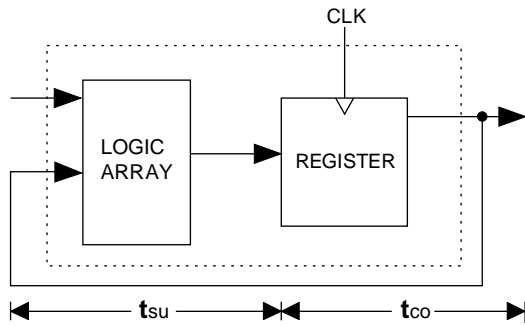 CLK
LOGIC
ARRAY
REGISTER
tsu
tco